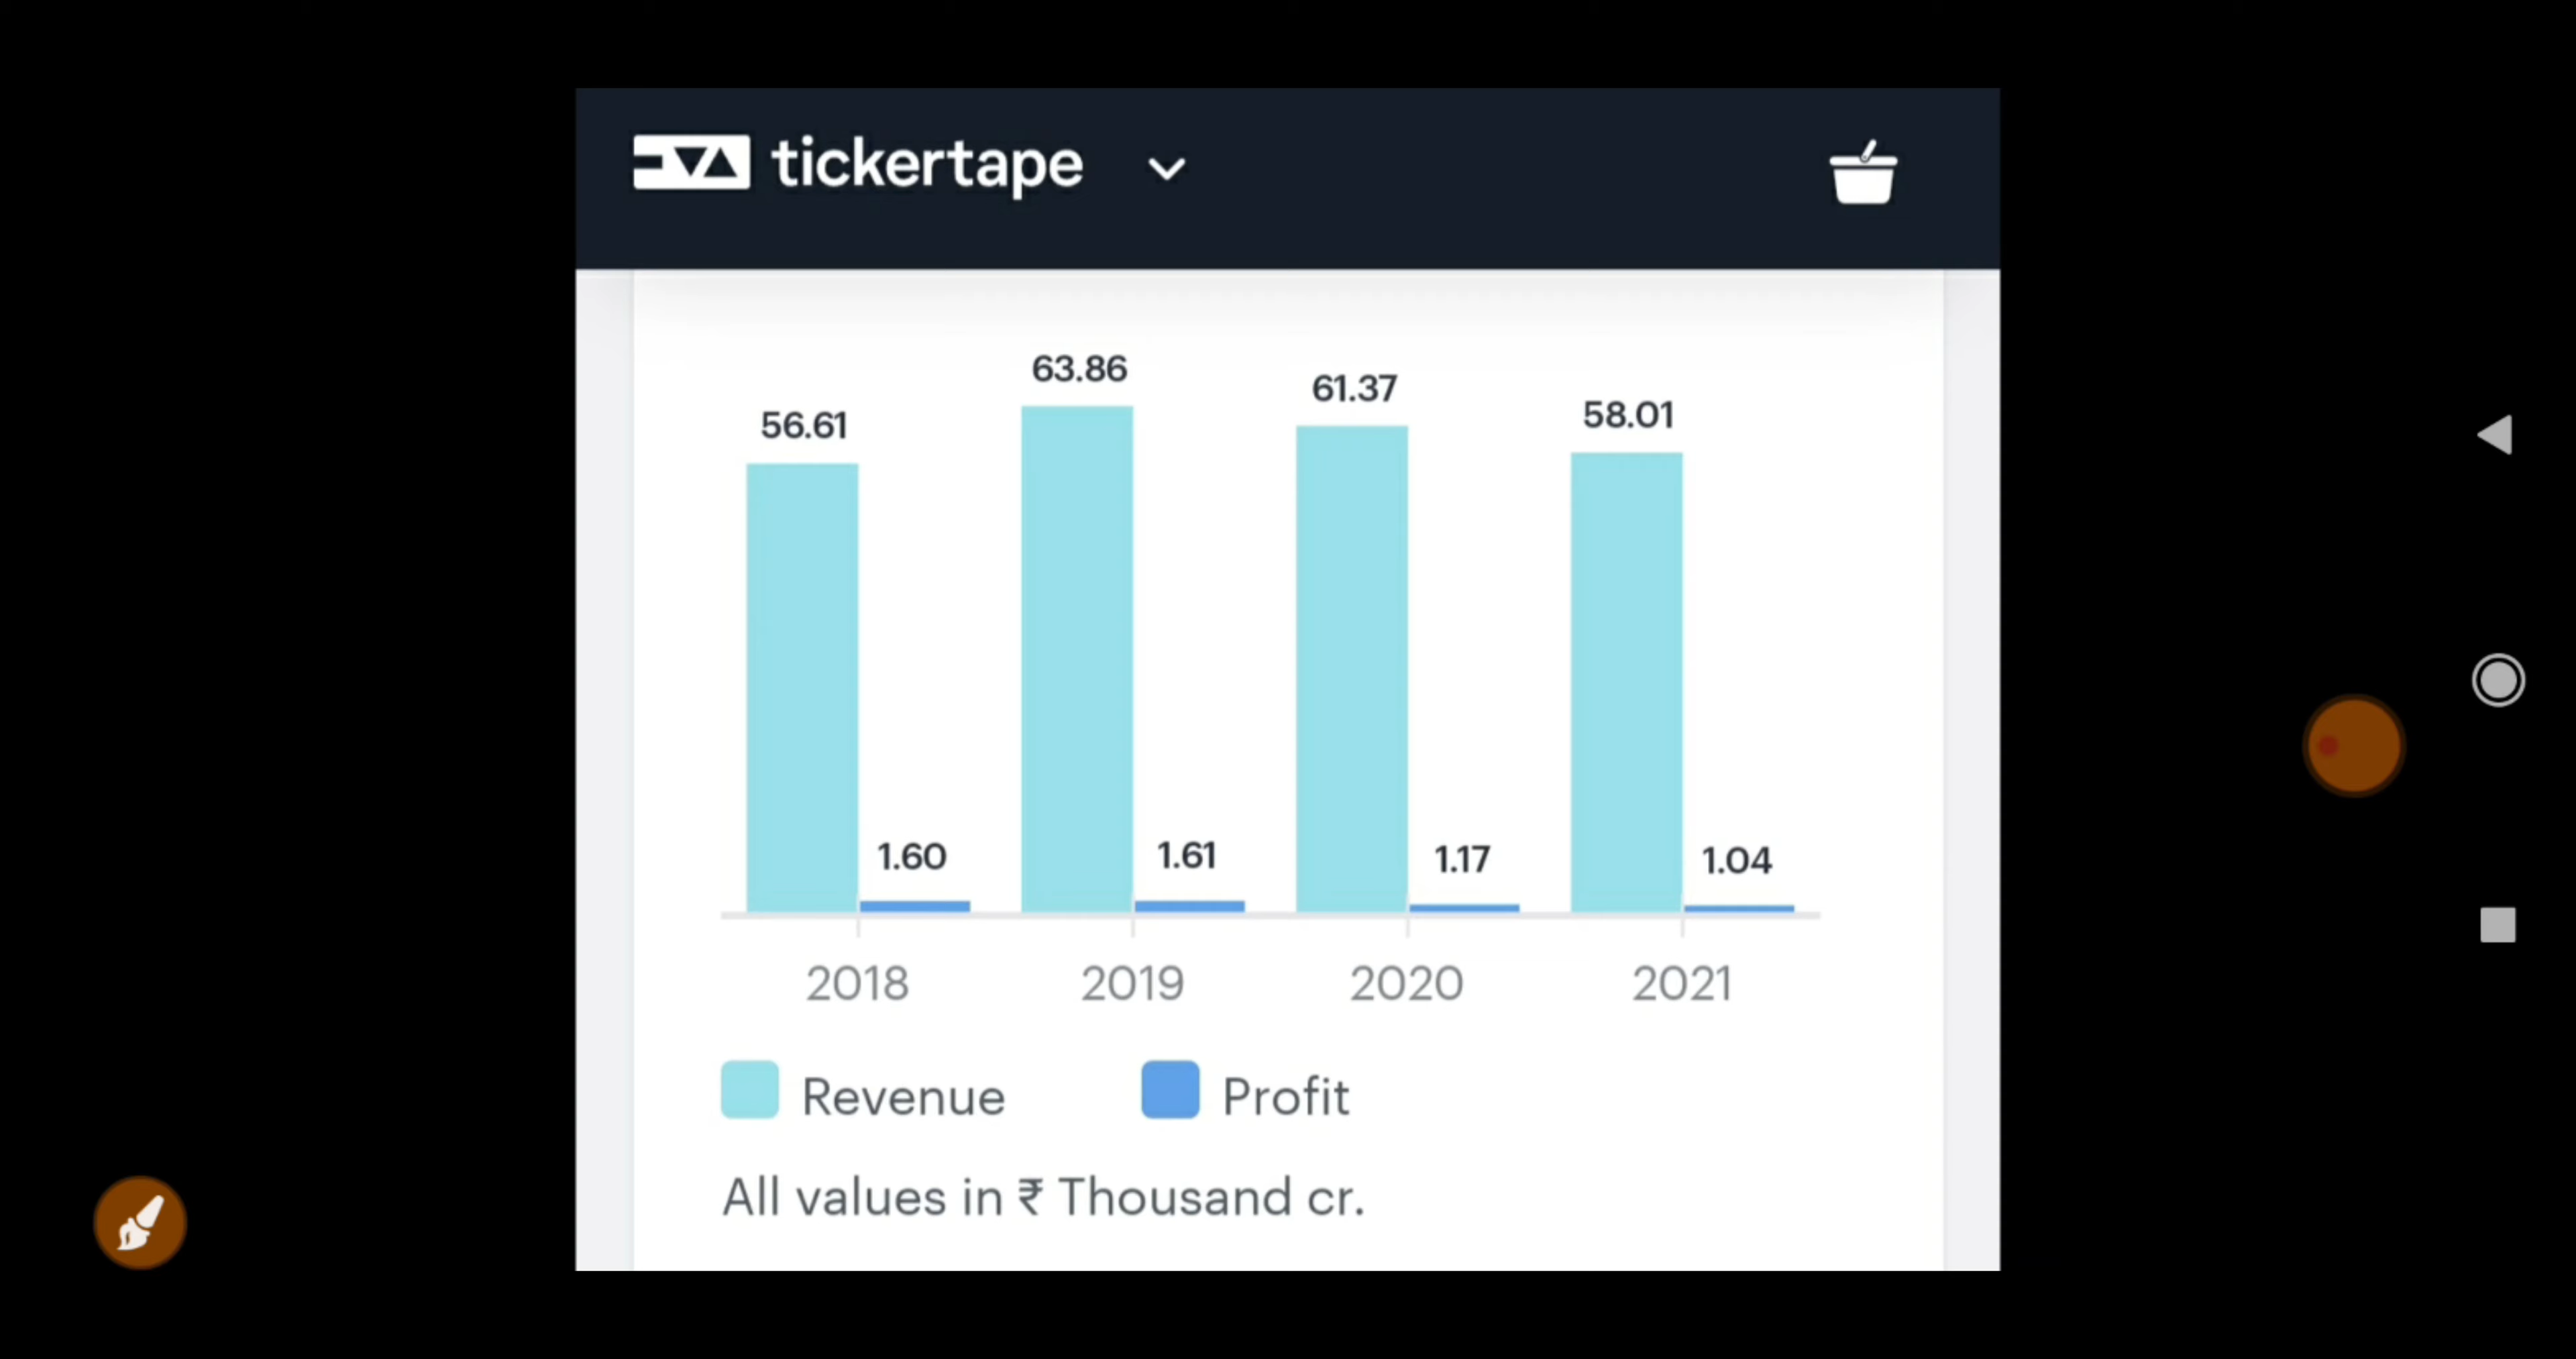 tickertape
56.61 63.86 61.37 58.01
1.60 1.61 1.17 1.04
2018 2019 2020 2021
Revenue Profit
All values in ₹ Thousand cr.